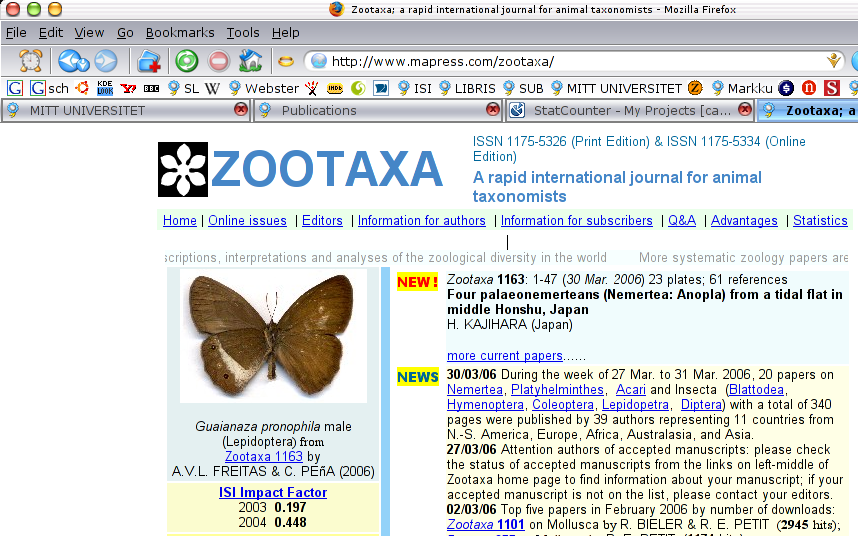 Zootaxa; a rapid international journal for animal taxonomists - Mozilla Firefox
File Edit View Go Bookmarks Tools Help
http://www.mapress.com/zootaxa/
G G sch KDE LOOK Y! BBC SL W Webster IMDb ISI LIBRIS SUB MITT UNIVERSITET Z Markku $ n S
MITT UNIVERSITET Publications StatCounter - My Projects [ca... Zootaxa; a
ZOOTAXA
ISSN 1175-5326 (Print Edition) & ISSN 1175-5334 (Online
Edition)
A rapid international journal for animal
taxonomists
Home | Online issues | Editors | Information for authors | Information for subscribers | Q&A | Advantages | Statistics
|
scriptions, interpretations and analyses of the zoological diversity in the world More systematic zoology papers are
Guaianaza pronophila male
(Lepidoptera) from
Zootaxa 1163 by
A.V.L. FREITAS & C. PEñA (2006)
ISI Impact Factor
2003 0.197
2004 0.448
NEW!
Zootaxa 1163: 1-47 (30 Mar. 2006) 23 plates; 61 references
Four palaeonemerteans (Nemertea: Anopla) from a tidal flat in
middle Honshu, Japan
H. KAJIHARA (Japan)
more current papers......
NEWS
30/03/06 During the week of 27 Mar. to 31 Mar. 2006, 20 papers on
Nemertea, Platyhelminthes, Acari and Insecta (Blattodea,
Hymenoptera, Coleoptera, Lepidopetra, Diptera) with a total of 340
pages were published by 39 authors representing 11 countries from
N.-S. America, Europe, Africa, Australasia, and Asia.
27/03/06 Attention authors of accepted manuscripts: please check
the status of accepted manuscripts from the links on left-middle of
Zootaxa home page to find information about your manuscript; if your
accepted manuscript is not on the list, please contact your editors.
02/03/06 Top five papers in February 2006 by number of downloads:
Zootaxa 1101 on Mollusca by R. BIELER & R. E. PETIT (2945 hits);